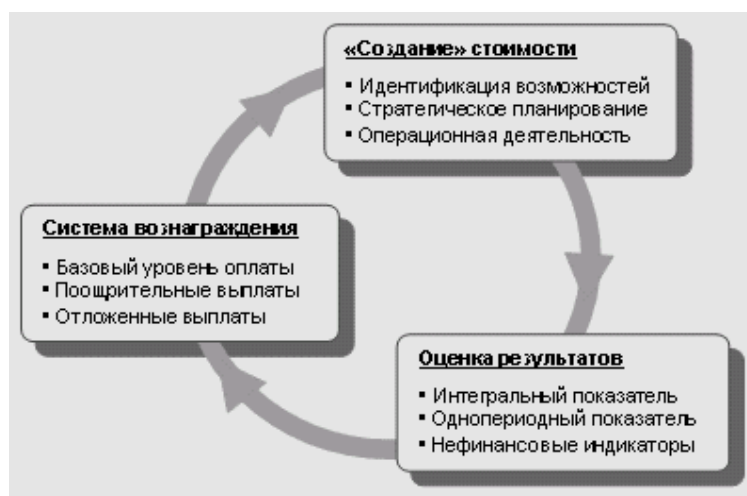 «Создание» стоимости
▪ Идентификация возможностей
▪ Стратегическое планирование
▪ Операционная деятельность
Система вознаграждения
▪ Базовый уровень оплаты
▪ Поощрительные выплаты
▪ Отложенные выплаты
Оценка результатов
▪ Интегральный показатель
▪ Однопериодный показатель
▪ Нефинансовые индикаторы